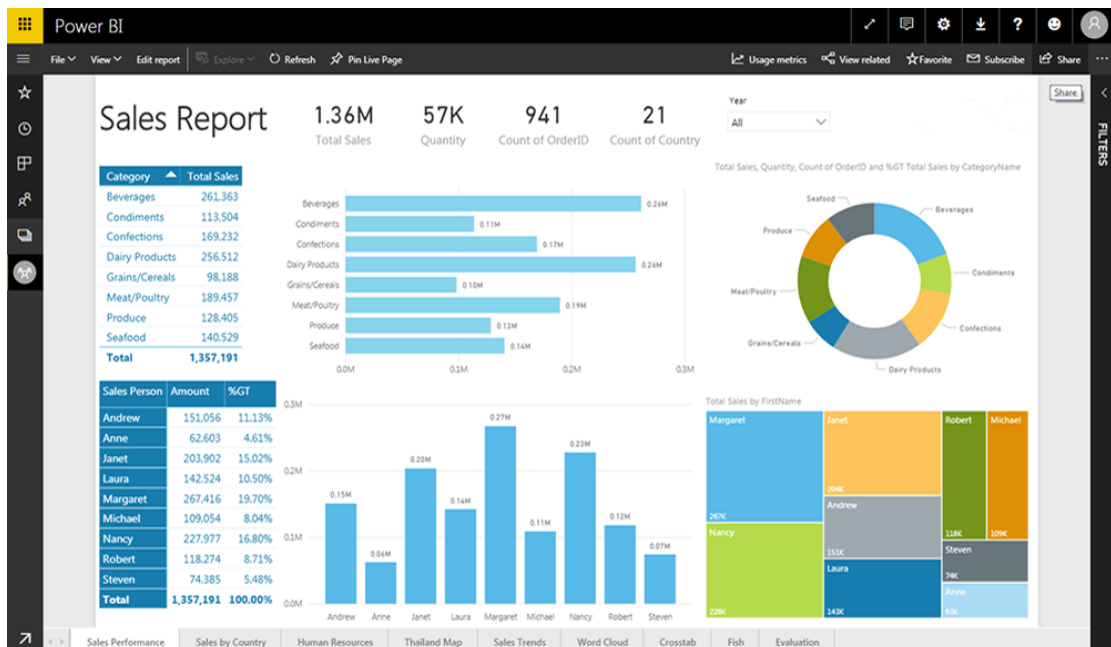 Power BI
File View Edit report Explore Refresh Pin Live Page Usage metrics View related Favorite Subscribe Share
Share
FILTERS
Sales Report
1.36M 57K 941 21
Total Sales Quantity Count of OrderID Count of Country
Year
All
Category Total Sales
Beverages 261,363
Condiments 113,504
Confections 169,232
Dairy Products 256,512
Grains/Cereals 98,188
Meat/Poultry 189,457
Produce 128,405
Seafood 140,529
Total 1,357,191
Beverages 0.26M
Condiments 0.11M
Confections 0.17M
Dairy Products 0.26M
Grains/Cereals 0.10M
Meat/Poultry 0.19M
Produce 0.13M
Seafood 0.14M
0.0M 0.1M 0.2M 0.3M
Total Sales, Quantity, Count of OrderID and %GT Total Sales by CategoryName
Seafood
Beverages
Produce
Condiments
Meat/Poultry
Confections
Grains/Cereals
Dairy Products
Sales Person Amount %GT
Andrew 151,056 11.13%
Anne 62,603 4.61%
Janet 203,902 15.02%
Laura 142,524 10.50%
Margaret 267,416 19.70%
Michael 109,054 8.04%
Nancy 227,977 16.80%
Robert 118,274 8.71%
Steven 74,385 5.48%
Total 1,357,191 100.00%
0.3M
0.2M
0.1M
0.0M
0.15M 0.06M 0.20M 0.14M 0.27M 0.11M 0.23M 0.12M 0.07M
Andrew Anne Janet Laura Margaret Michael Nancy Robert Steven
Total Sales by FirstName
Margaret
267K
Nancy
228K
Janet
204K
Andrew
151K
Laura
143K
Robert
118K
Michael
109K
Steven
74K
Anne
63K
Sales Performance Sales by Country Human Resources Thailand Map Sales Trends Word Cloud Crosstab Fish Evaluation